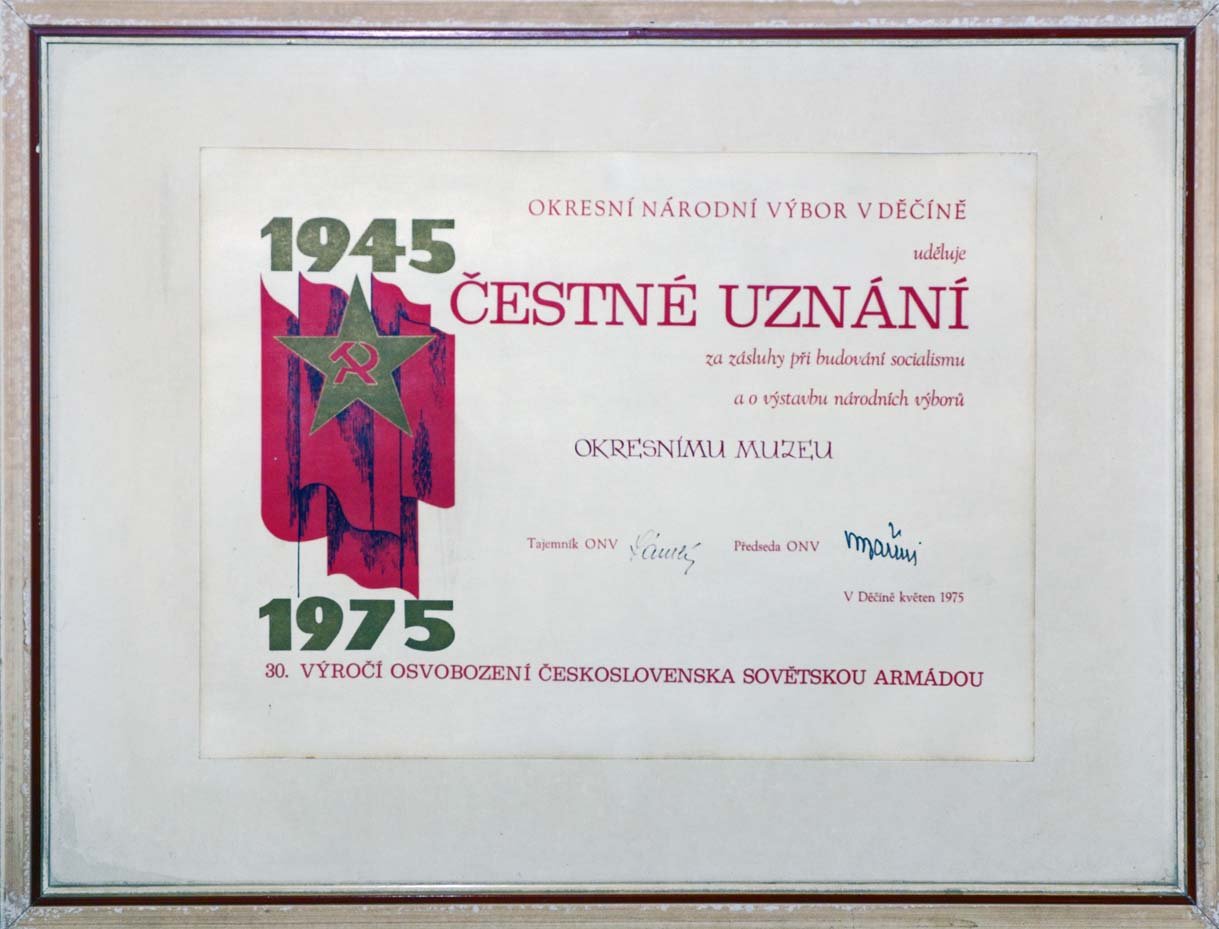 1945
OKRESNÍ NÁRODNÍ VÝBOR V DĚČÍNĚ
uděluje
ČESTNÉ UZNÁNÍ
za zásluhy při budování socialismu
a o výstavbu národních výborů
OKRESNÍMU MUZEU
Tajemník ONV Předseda ONV
V Děčíně květen 1975
1975
30. VÝROČÍ OSVOBOZENÍ ČESKOSLOVENSKA SOVĚTSKOU ARMÁDOU